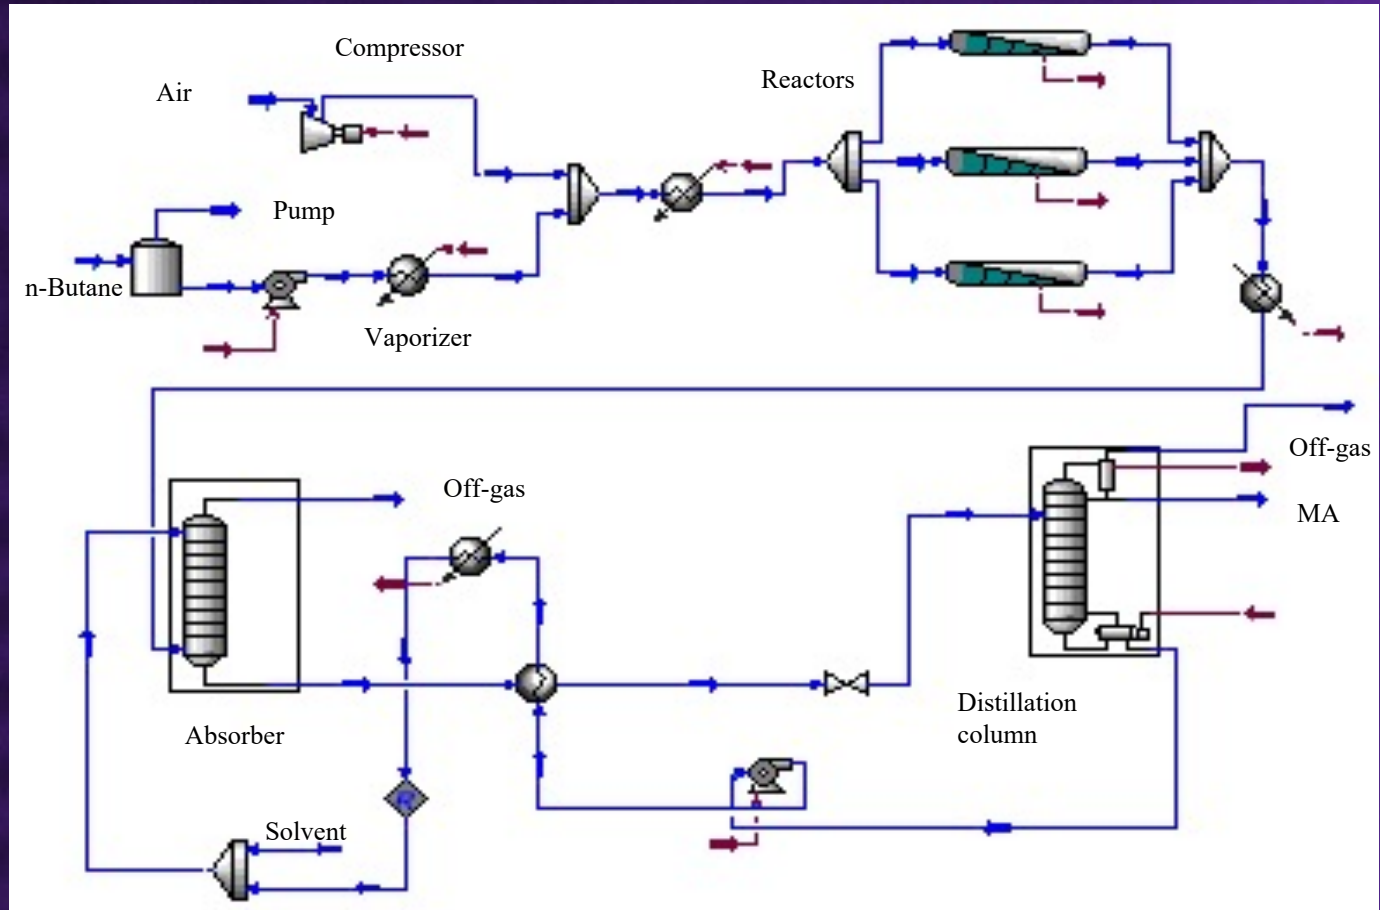 Compressor
Air
Reactors
Pump
n-Butane
Vaporizer
Off-gas
Off-gas
MA
Distillation
column
Absorber
Solvent
R